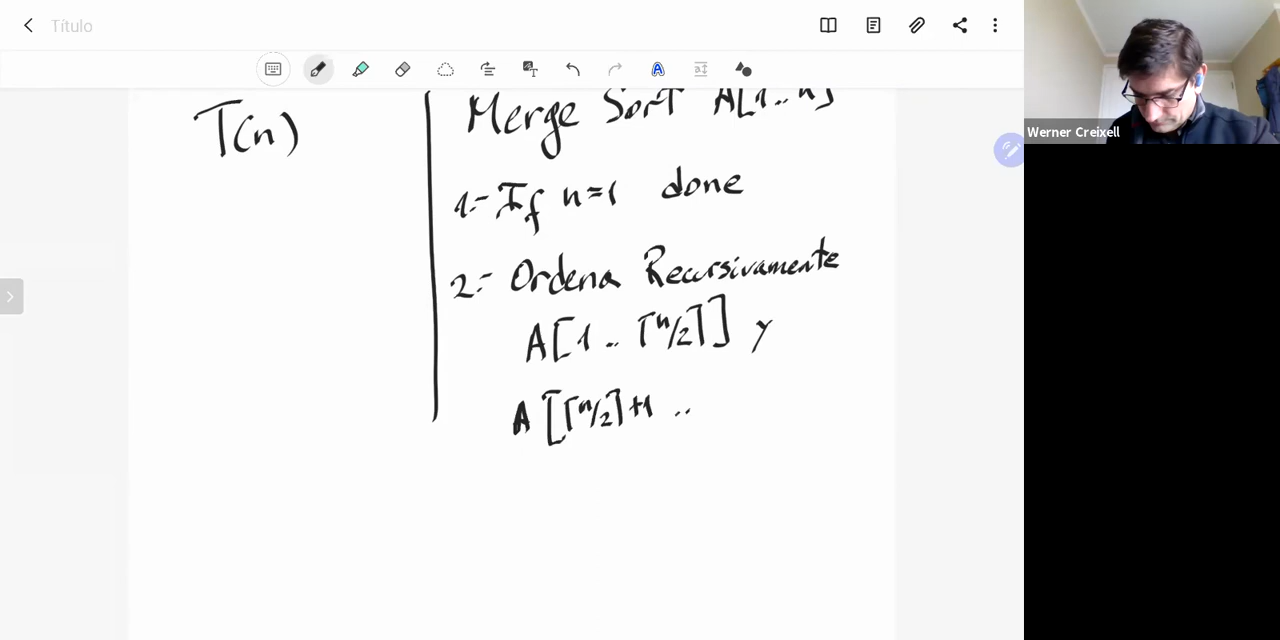 Título
T(n)
Merge Sort A[1..n]
1- If n=1 done
2- Ordena Recursivamente
A[1 .. ⌈n/2⌉] y
A[⌈n/2⌉+1 ..
Werner Creixell